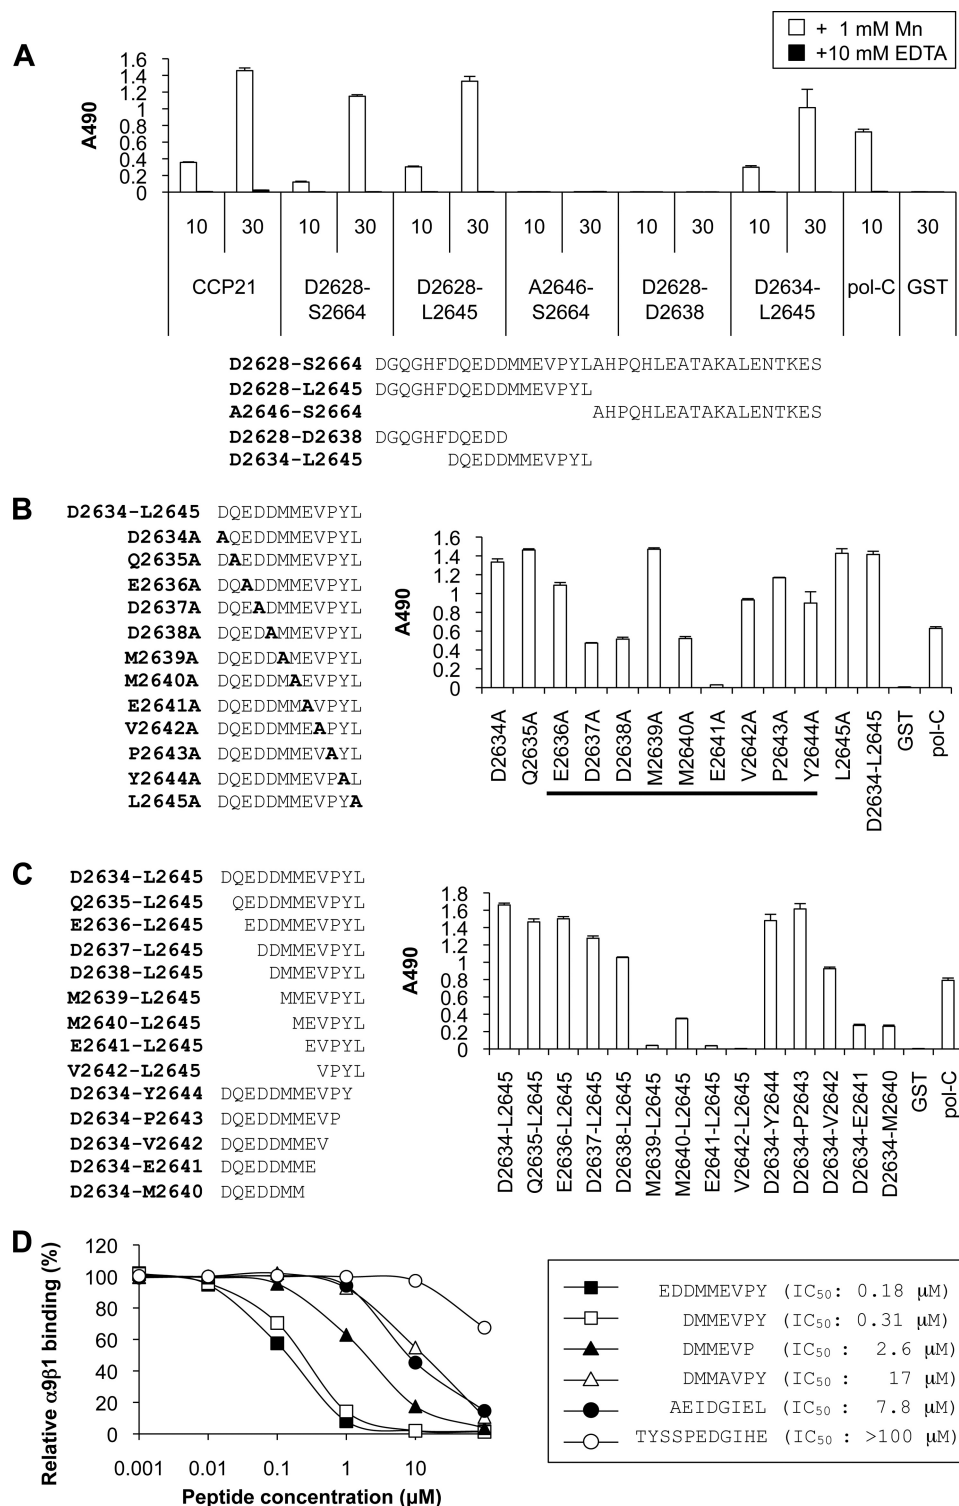 + 1 mM Mn
+10 mM EDTA
A
A490
1.6
1.4
1.2
1
0.8
0.6
0.4
0.2
0
10 30 10 30 10 30 10 30 10 30 10 30 10 30
CCP21 D2628-S2664 D2628-L2645 A2646-S2664 D2628-D2638 D2634-L2645 pol-C GST
D2628-S2664 DGQGHFDQEDDMMEVPYLAHPQHLEATAKALENTKES
D2628-L2645 DGQGHFDQEDDMMEVPYL
A2646-S2664 AHPQHLEATAKALENTKES
D2628-D2638 DGQGHFDQEDD
D2634-L2645 DQEDDMMEVPYL
B
D2634-L2645 DQEDDMMEVPYL
D2634A AQEDDMMEVPYL
Q2635A DAEDDMMEVPYL
E2636A DQADDMMEVPYL
D2637A DQEADMMEVPYL
D2638A DQEDAMMEVPYL
M2639A DQEDDAMEVPYL
M2640A DQEDDMAEVPYL
E2641A DQEDDMMAVPYL
V2642A DQEDDMMEAPYL
P2643A DQEDDMMEVAYL
Y2644A DQEDDMMEVPAL
L2645A DQEDDMMEVPYA
A490
1.6
1.4
1.2
1
0.8
0.6
0.4
0.2
0
D2634A
Q2635A
E2636A
D2637A
D2638A
M2639A
M2640A
E2641A
V2642A
P2643A
Y2644A
L2645A
D2634-L2645
GST
pol-C
C
D2634-L2645 DQEDDMMEVPYL
Q2635-L2645 QEDDMMEVPYL
E2636-L2645 EDDMMEVPYL
D2637-L2645 DDMMEVPYL
D2638-L2645 DMMEVPYL
M2639-L2645 MMEVPYL
M2640-L2645 MEVPYL
E2641-L2645 EVPYL
V2642-L2645 VPYL
D2634-Y2644 DQEDDMMEVPY
D2634-P2643 DQEDDMMEVP
D2634-V2642 DQEDDMMEV
D2634-E2641 DQEDDMME
D2634-M2640 DQEDDMM
A490
1.8
1.6
1.4
1.2
1
0.8
0.6
0.4
0.2
0
D2634-L2645
Q2635-L2645
E2636-L2645
D2637-L2645
D2638-L2645
M2639-L2645
M2640-L2645
E2641-L2645
V2642-L2645
D2634-Y2644
D2634-P2643
D2634-V2642
D2634-E2641
D2634-M2640
GST
pol-C
D
Relative α9β1 binding (%)
120
100
80
60
40
20
0
0.001 0.01 0.1 1 10
Peptide concentration (µM)
EDDMMEVPY (IC50: 0.18 µM)
DMMEVPY (IC50: 0.31 µM)
DMMEVP (IC50 : 2.6 µM)
DMMAVPY (IC50 : 17 µM)
AEIDGIEL (IC50 : 7.8 µM)
TYSSPEDGIHE (IC50 : >100 µM)